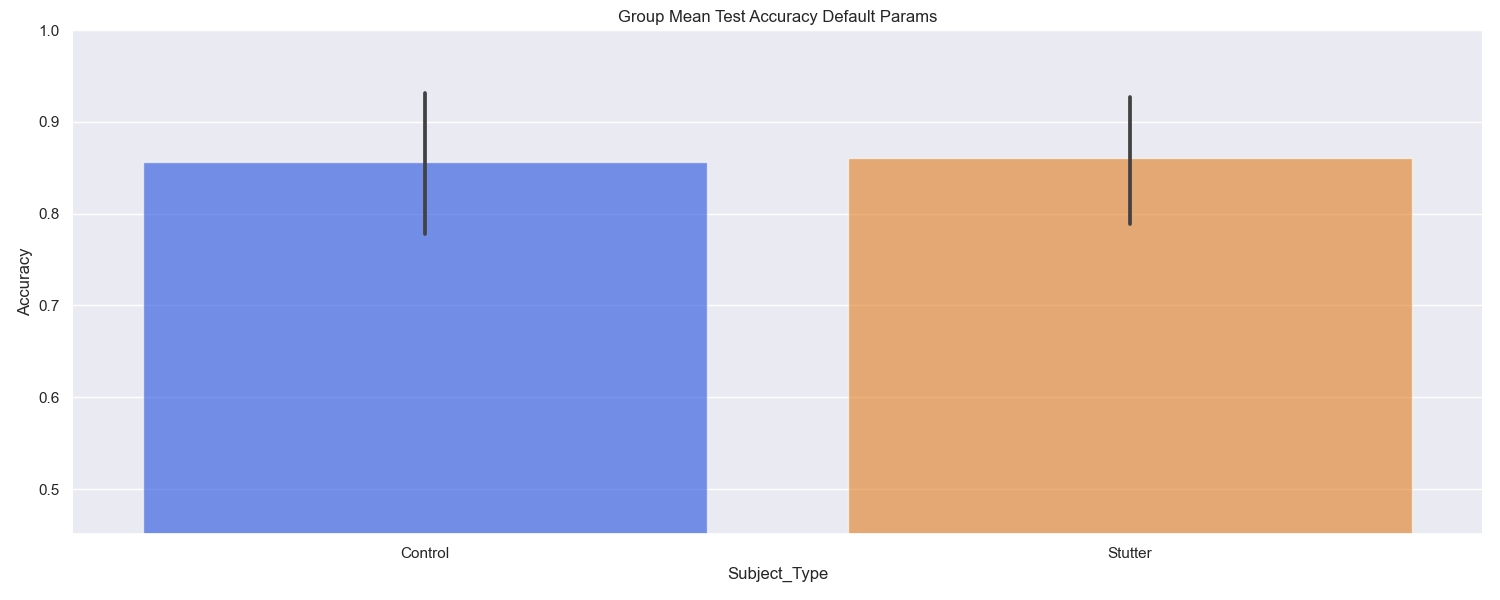 Group Mean Test Accuracy Default Params
1.0
0.9
0.8
0.7
0.6
0.5
Accuracy
Control
Stutter
Subject_Type